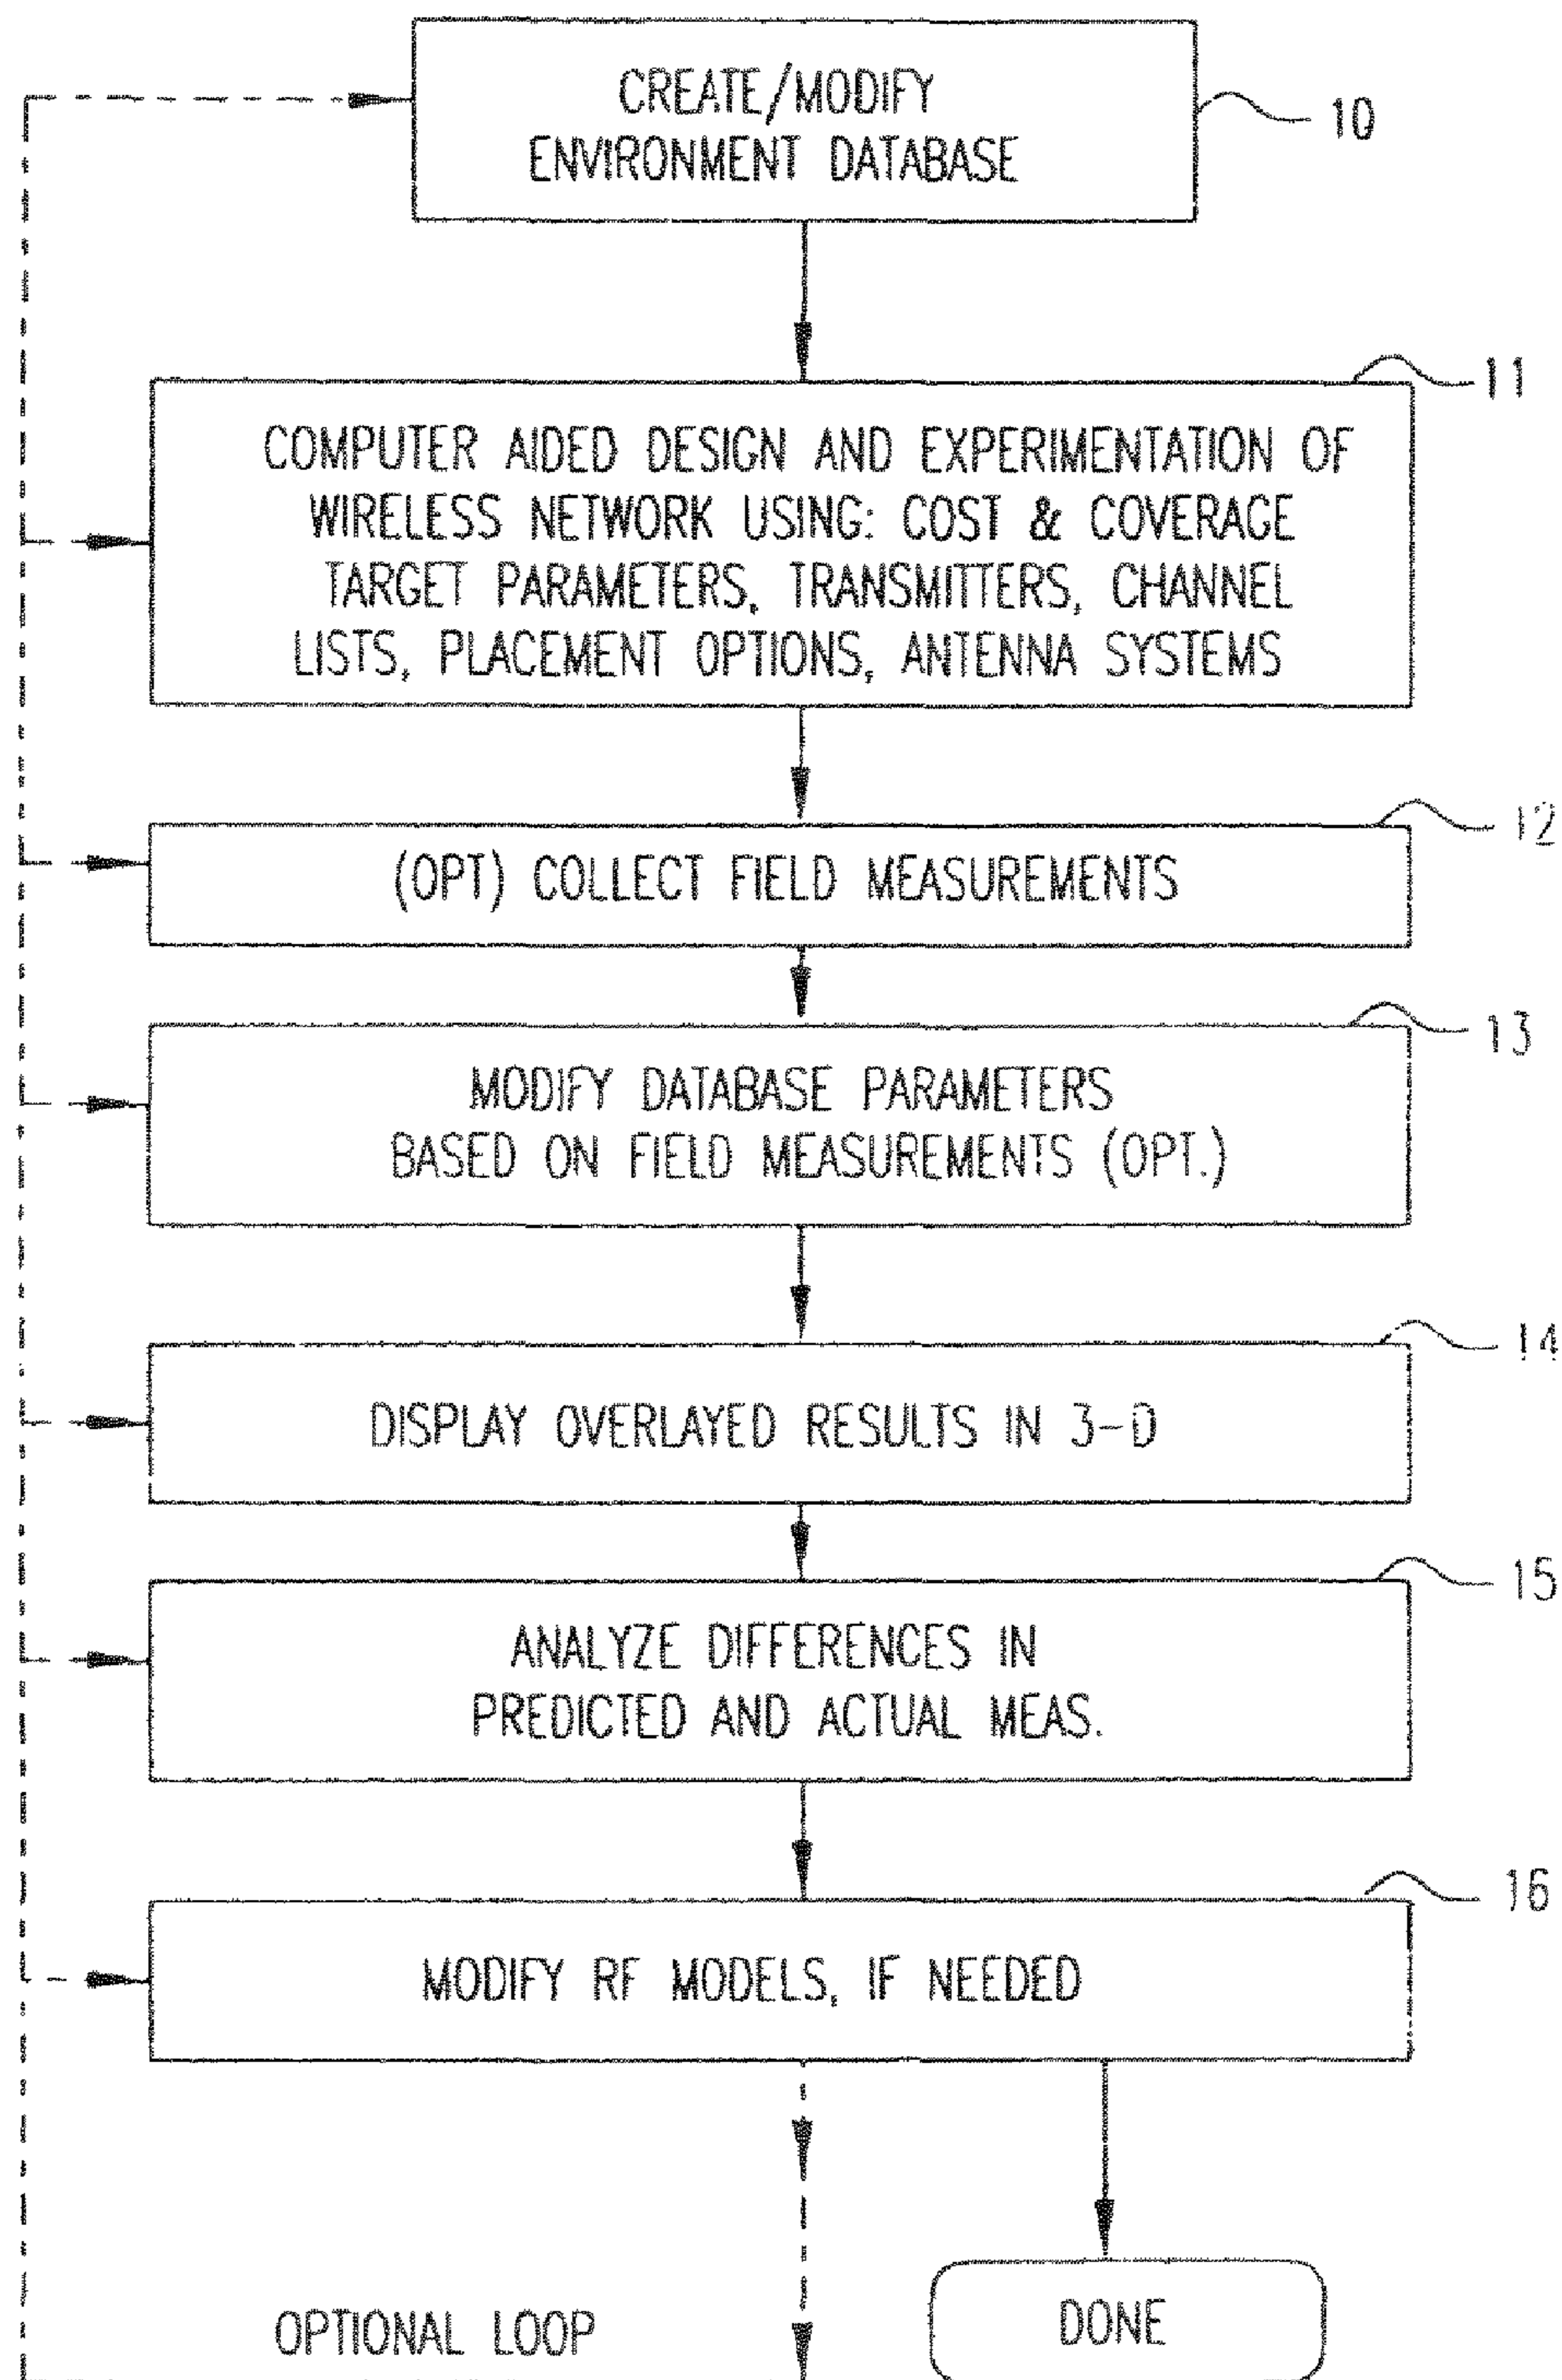 CREATE/MODIFY
ENVIRONMENT DATABASE
10
11
COMPUTER AIDED DESIGN AND EXPERIMENTATION OF
WIRELESS NETWORK USING: COST & COVERAGE
TARGET PARAMETERS, TRANSMITTERS, CHANNEL
LISTS, PLACEMENT OPTIONS, ANTENNA SYSTEMS
12
(OPT) COLLECT FIELD MEASUREMENTS
13
MODIFY DATABASE PARAMETERS
BASED ON FIELD MEASUREMENTS (OPT.)
14
DISPLAY OVERLAYED RESULTS IN 3-D
15
ANALYZE DIFFERENCES IN
PREDICTED AND ACTUAL MEAS.
16
MODIFY RF MODELS, IF NEEDED
OPTIONAL LOOP
DONE